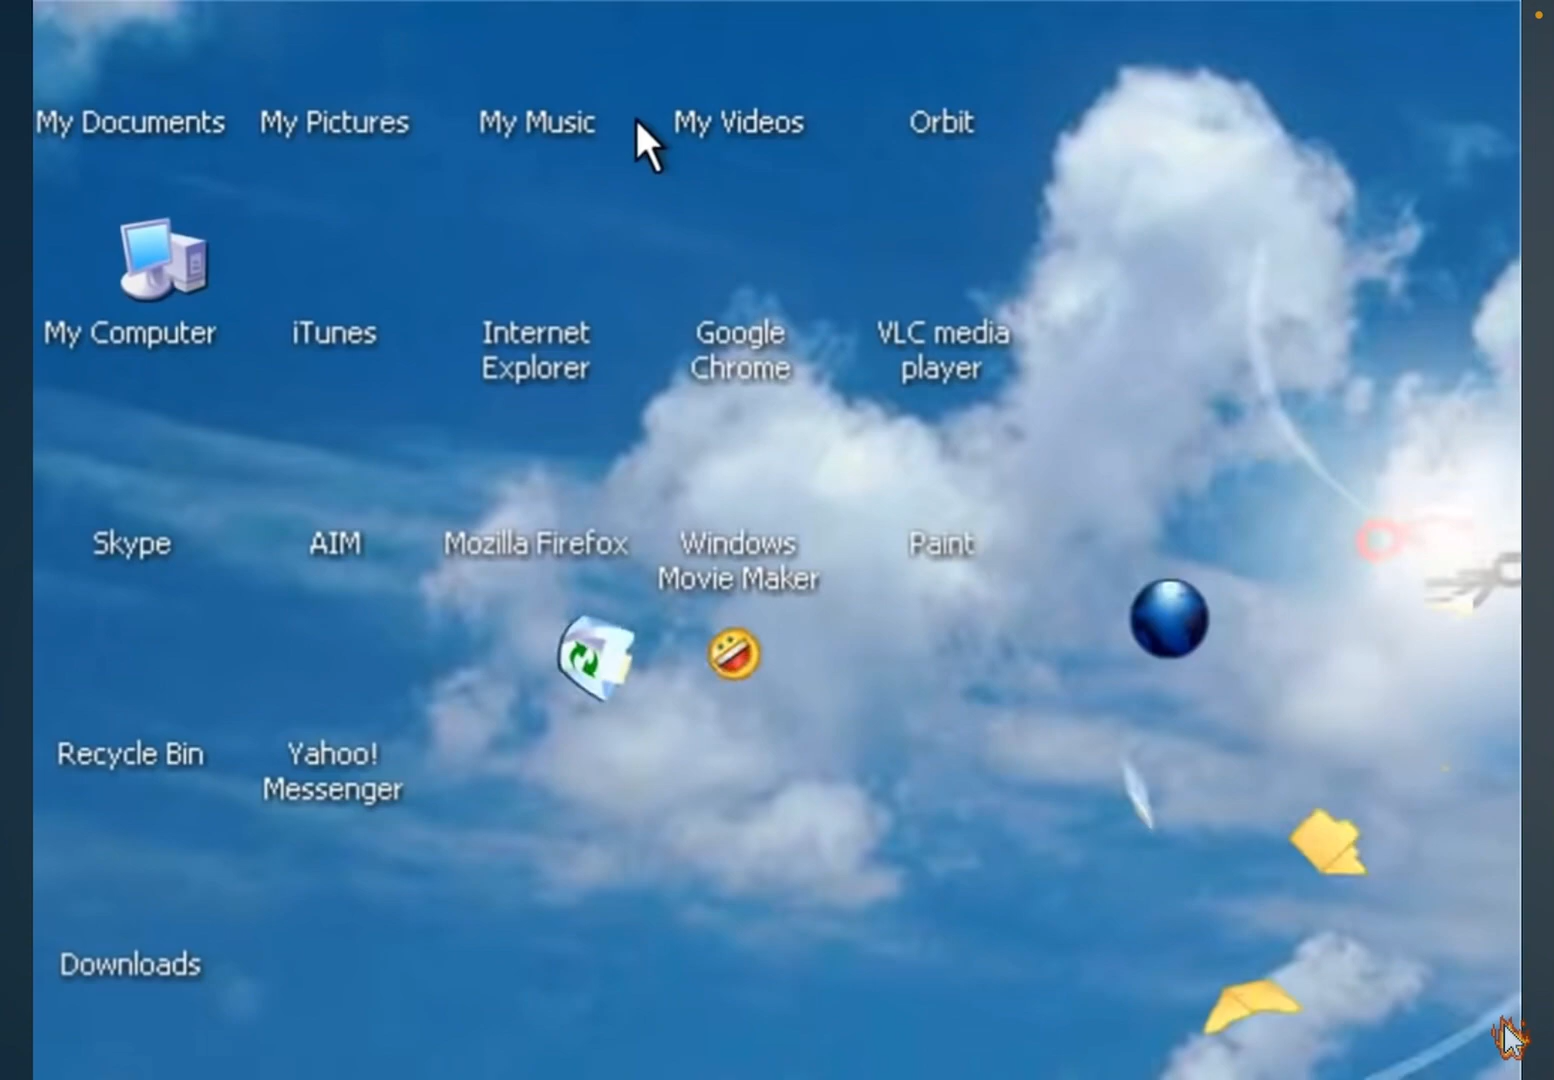 My Documents
My Pictures
My Music
My Videos
Orbit
My Computer
iTunes
Internet
Explorer
Google
Chrome
VLC media
player
Skype
AIM
Mozilla Firefox
Windows
Movie Maker
Paint
Recycle Bin
Yahoo!
Messenger
Downloads